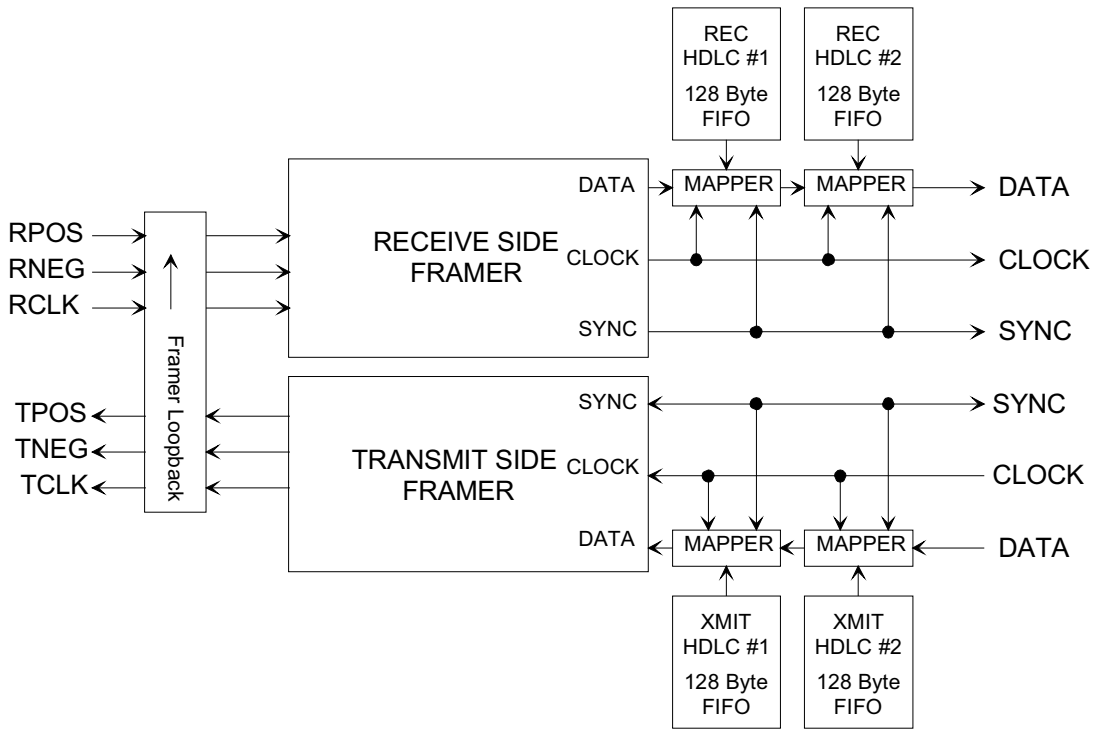 REC
HDLC #1
128 Byte
FIFO
REC
HDLC #2
128 Byte
FIFO
DATA
MAPPER
MAPPER
DATA
RPOS
RNEG
RCLK
RECEIVE SIDE
FRAMER
CLOCK
CLOCK
SYNC
SYNC
Framer Loopback
TPOS
TNEG
TCLK
TRANSMIT SIDE
FRAMER
SYNC
SYNC
CLOCK
CLOCK
DATA
MAPPER
MAPPER
DATA
XMIT
HDLC #1
128 Byte
FIFO
XMIT
HDLC #2
128 Byte
FIFO